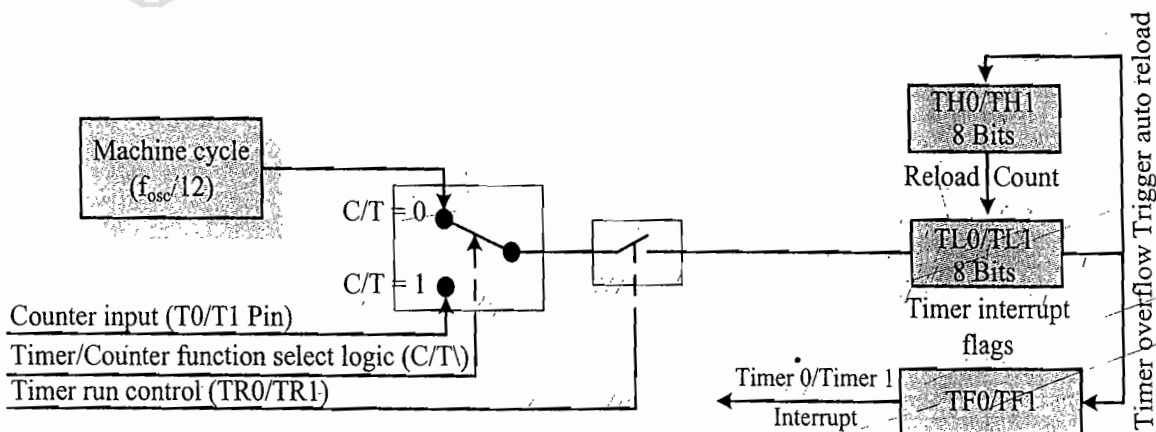 Machine cycle
(fosc/12)
C/T = 0
C/T = 1
Counter input (T0/T1 Pin)
Timer/Counter function select logic (C/T\)
Timer run control (TR0/TR1)
TH0/TH1
8 Bits
Reload Count
TL0/TL1
8 Bits
Timer interrupt
flags
Timer 0/Timer 1
Interrupt
TF0/TF1
Timer overflow Trigger auto reload